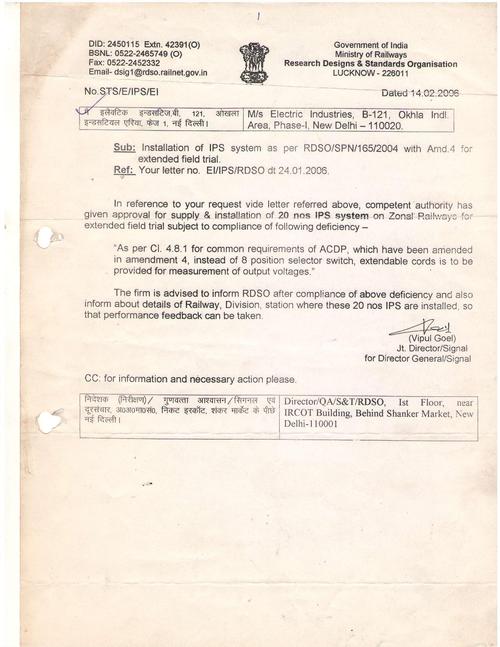 1
DID: 2450115 Extn. 42391(O)
BSNL: 0522-2465749 (O)
Fax: 0522-2452332
Email- dsig1@rdso.railnet.gov.in
Government of India
Ministry of Railways
Research Designs & Standards Organisation
LUCKNOW - 226011
No.STS/E/IPS/EI
Dated 14.02.2006
मै इलेक्टिक इन्डसटिज,बी, 121, ओखला
इन्डसटियल एरिया, फेज 1, नई दिल्ली।
M/s Electric Industries, B-121, Okhla Indl.
Area, Phase-I, New Delhi – 110020.
Sub: Installation of IPS system as per RDSO/SPN/165/2004 with Amd.4 for
extended field trial.
Ref: Your letter no. EI/IPS/RDSO dt 24.01.2006.
In reference to your request vide letter referred above, competent authority has
given approval for supply & installation of 20 nos IPS system on Zonal Railways for
extended field trial subject to compliance of following deficiency –
"As per Cl. 4.8.1 for common requirements of ACDP, which have been amended
in amendment 4, instead of 8 position selector switch, extendable cords is to be
provided for measurement of output voltages."
The firm is advised to inform RDSO after compliance of above deficiency and also
inform about details of Railway, Division, station where these 20 nos IPS are installed, so
that performance feedback can be taken.
(Vipul Goel)
Jt. Director/Signal
for Director General/Signal
CC: for information and necessary action please.
निदेशक (निरीक्षण)/ गुणवत्ता आश्वासन/सिगनल एवं
दूरसंचार, अ0अ0मा0सं0, निकट इरकोट, शंकर मार्केट के पीछे
नई दिल्ली।
Director/QA/S&T/RDSO, Ist Floor, near
IRCOT Building, Behind Shanker Market, New
Delhi-110001